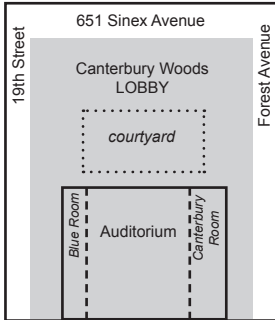 651 Sinex Avenue
19th Street
Canterbury Woods
LOBBY
Forest Avenue
courtyard
Blue Room
Auditorium
Canterbury
Room